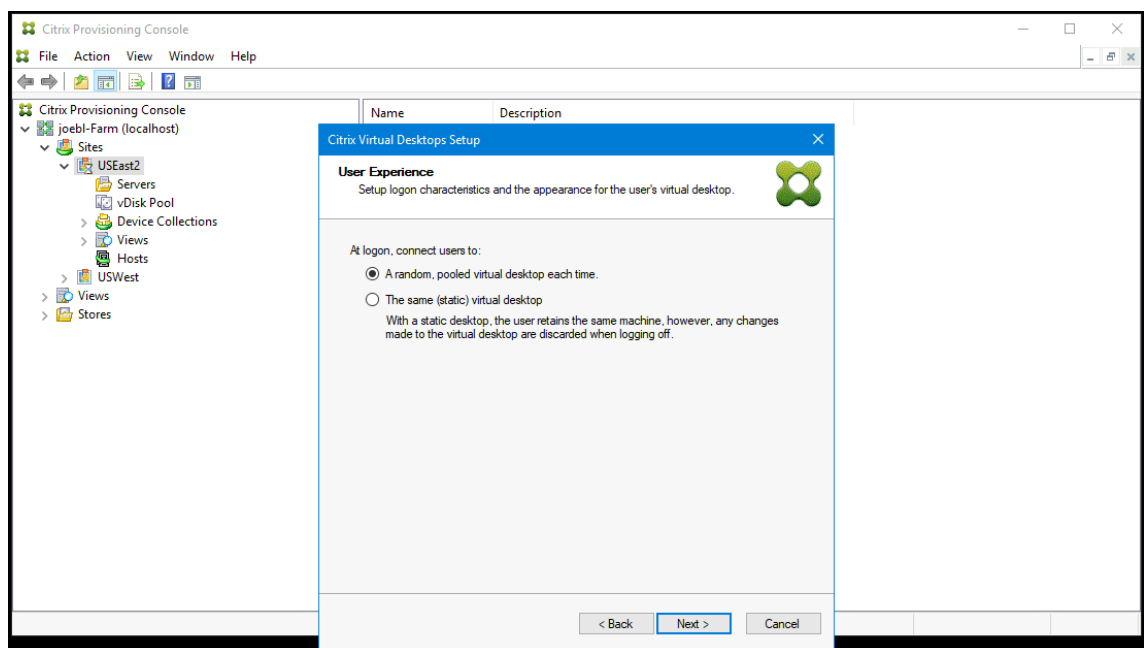 Citrix Provisioning Console
File Action View Window Help
Citrix Provisioning Console
joebl-Farm (localhost)
Sites
USEast2
Servers
vDisk Pool
Device Collections
Views
Hosts
USWest
Views
Stores
Name Description
Citrix Virtual Desktops Setup
User Experience
Setup logon characteristics and the appearance for the user's virtual desktop.
At logon, connect users to:
A random, pooled virtual desktop each time.
The same (static) virtual desktop
With a static desktop, the user retains the same machine, however, any changes
made to the virtual desktop are discarded when logging off.
< Back Next > Cancel